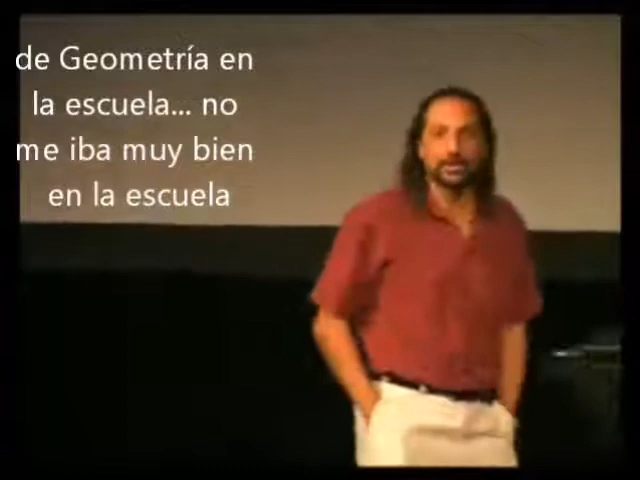 de Geometría en
la escuela... no
me iba muy bien
en la escuela